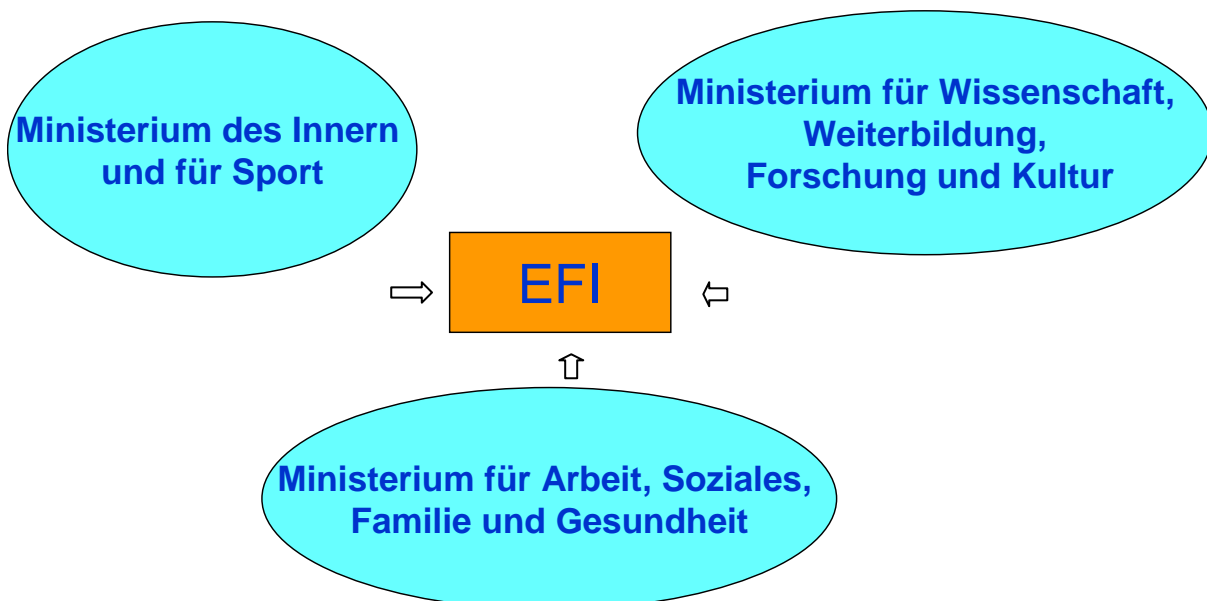 Ministerium des Innern
und für Sport
Ministerium für Wissenschaft,
Weiterbildung,
Forschung und Kultur
EFI
Ministerium für Arbeit, Soziales,
Familie und Gesundheit